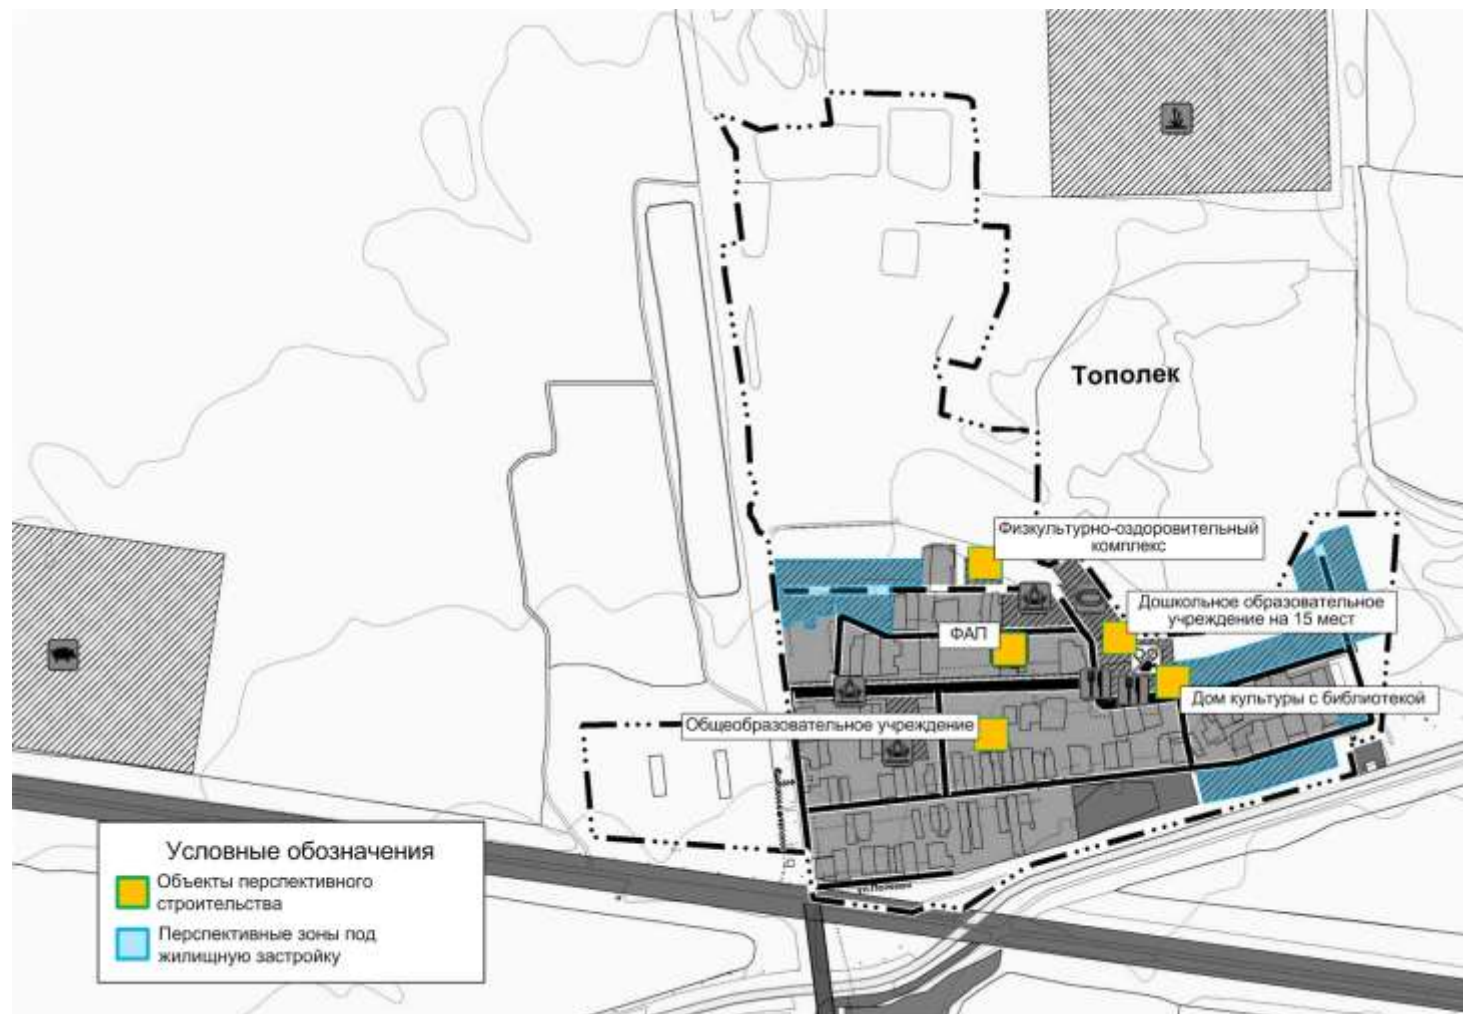 Тополек
Физкультурно-оздоровительный
комплекс
Дошкольное образовательное
учреждение на 15 мест
ФАП
Дом культуры с библиотекой
Общеобразовательное учреждение
Условные обозначения
Объекты перспективного
строительства
Перспективные зоны под
жилищную застройку